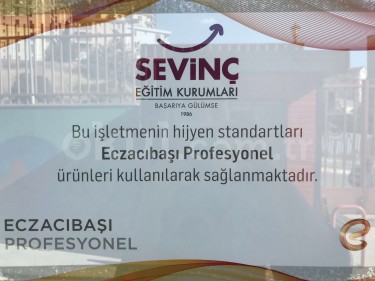 SEVİNÇ
EĞİTİM KURUMLARI
BAŞARIYA GÜLÜMSE
1986
Bu işletmenin hijyen standartları
Eczacıbaşı Profesyonel
ürünleri kullanılarak sağlanmaktadır.
ECZACIBAŞI
PROFESYONEL